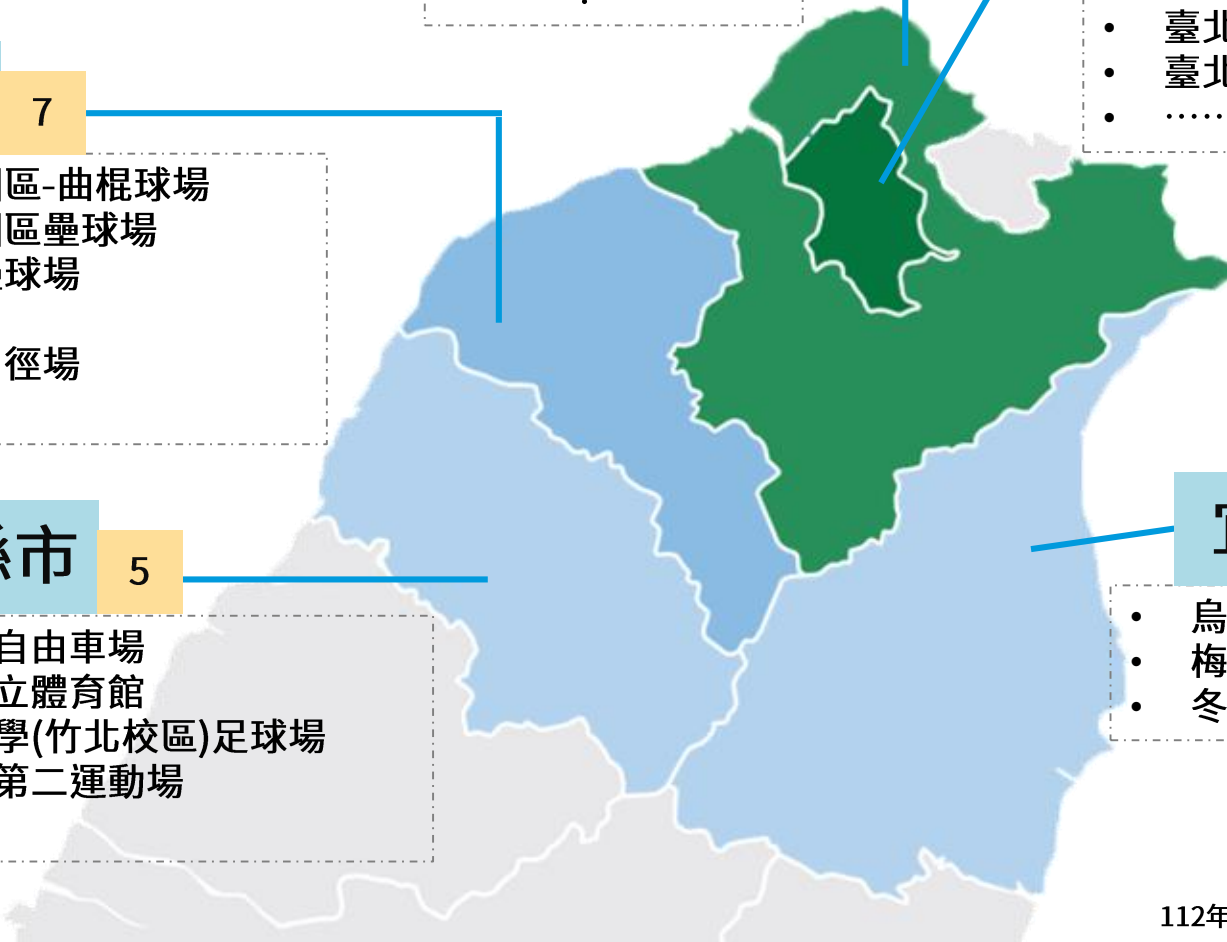 臺北
臺北
……
7
區-曲棍球場
區壘球場
球場
徑場
縣市
5
自由車場
立體育館
學(竹北校區)足球場
第二運動場
烏
梅
冬
112年